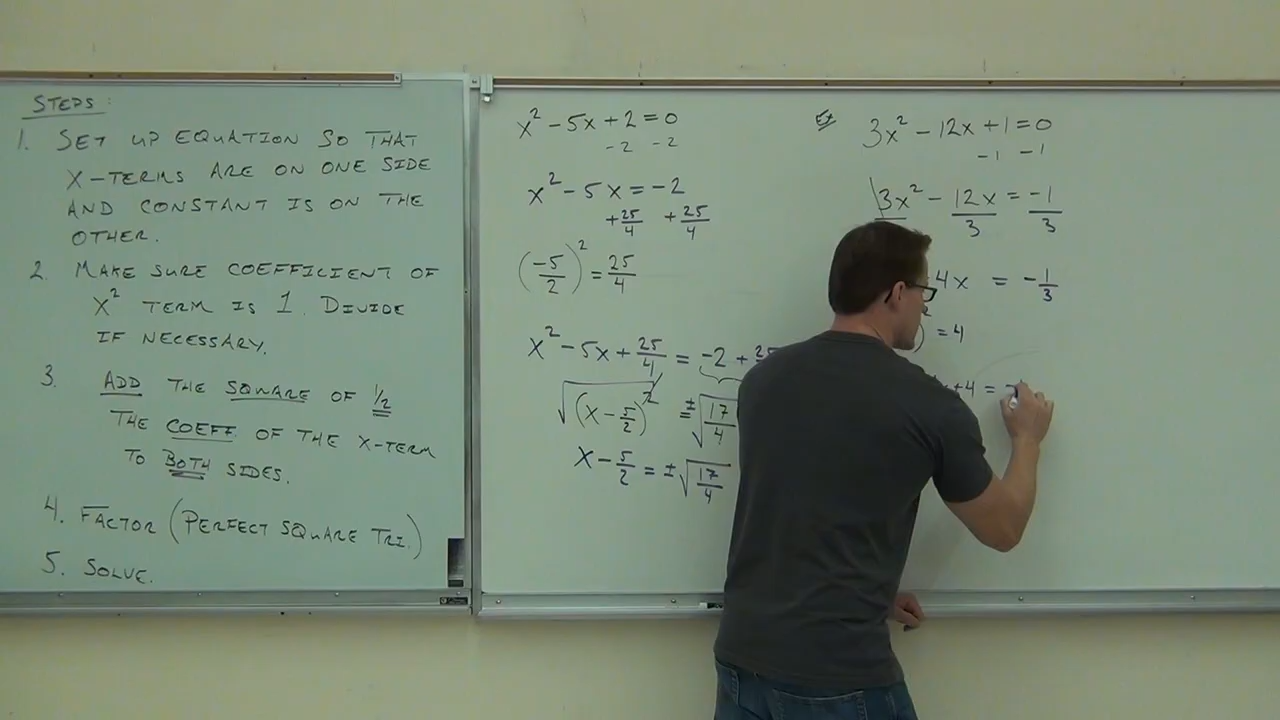 STEPS:
1. SET UP EQUATION SO THAT
X-TERMS ARE ON ONE SIDE
AND CONSTANT IS ON THE
OTHER.
2. MAKE SURE COEFFICIENT OF
X² TERM IS 1. DIVIDE
IF NECESSARY.
3. ADD THE SQUARE OF 1/2
THE COEFF. OF THE X-TERM
TO BOTH SIDES.
4. FACTOR (PERFECT SQUARE TRI.)
5. SOLVE.
x² - 5x + 2 = 0
-2 -2
x² - 5x = -2
+25/4 +25/4
(-5/2)² = 25/4
x² - 5x + 25/4 = -2 + 25
√(x - 5/2)² = ±√17/4
x - 5/2 = ±√17/4
Ex
3x² - 12x + 1 = 0
-1 -1
3x² - 12x/3 = -1/3
4x = -1/3
)² = 4
+4 =